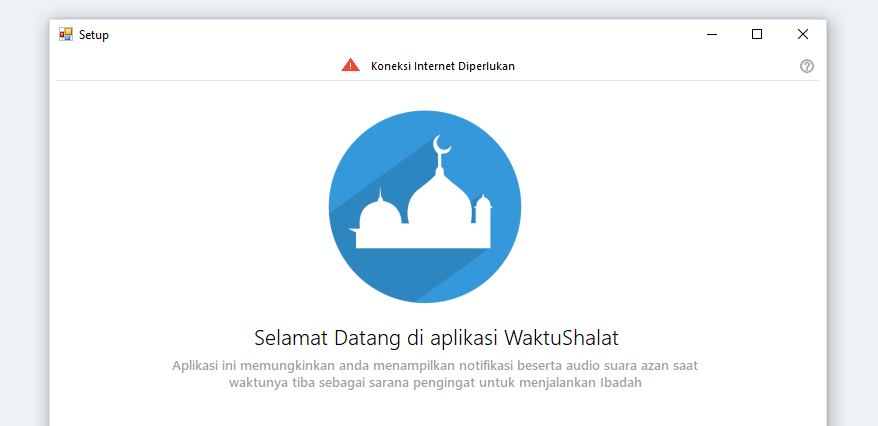 Setup
Koneksi Internet Diperlukan
Selamat Datang di aplikasi WaktuShalat
Aplikasi ini memungkinkan anda menampilkan notifikasi beserta audio suara azan saat
waktunya tiba sebagai sarana pengingat untuk menjalankan Ibadah